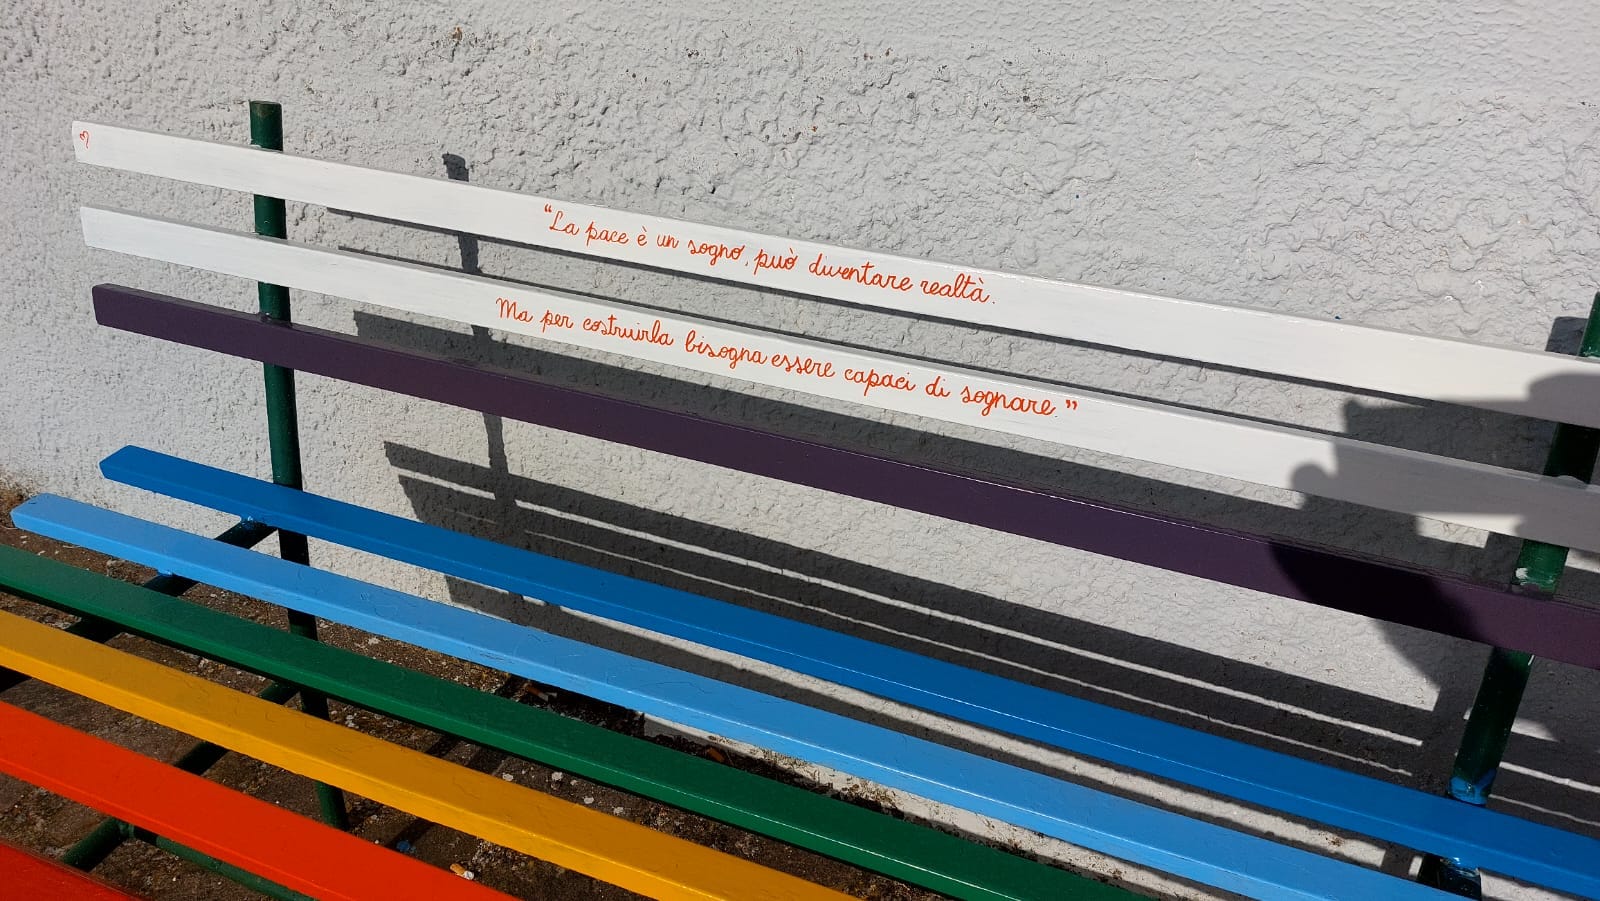 “La pace è un sogno, può diventare realtà.
Ma per costruirla bisogna essere capaci di sognare.”